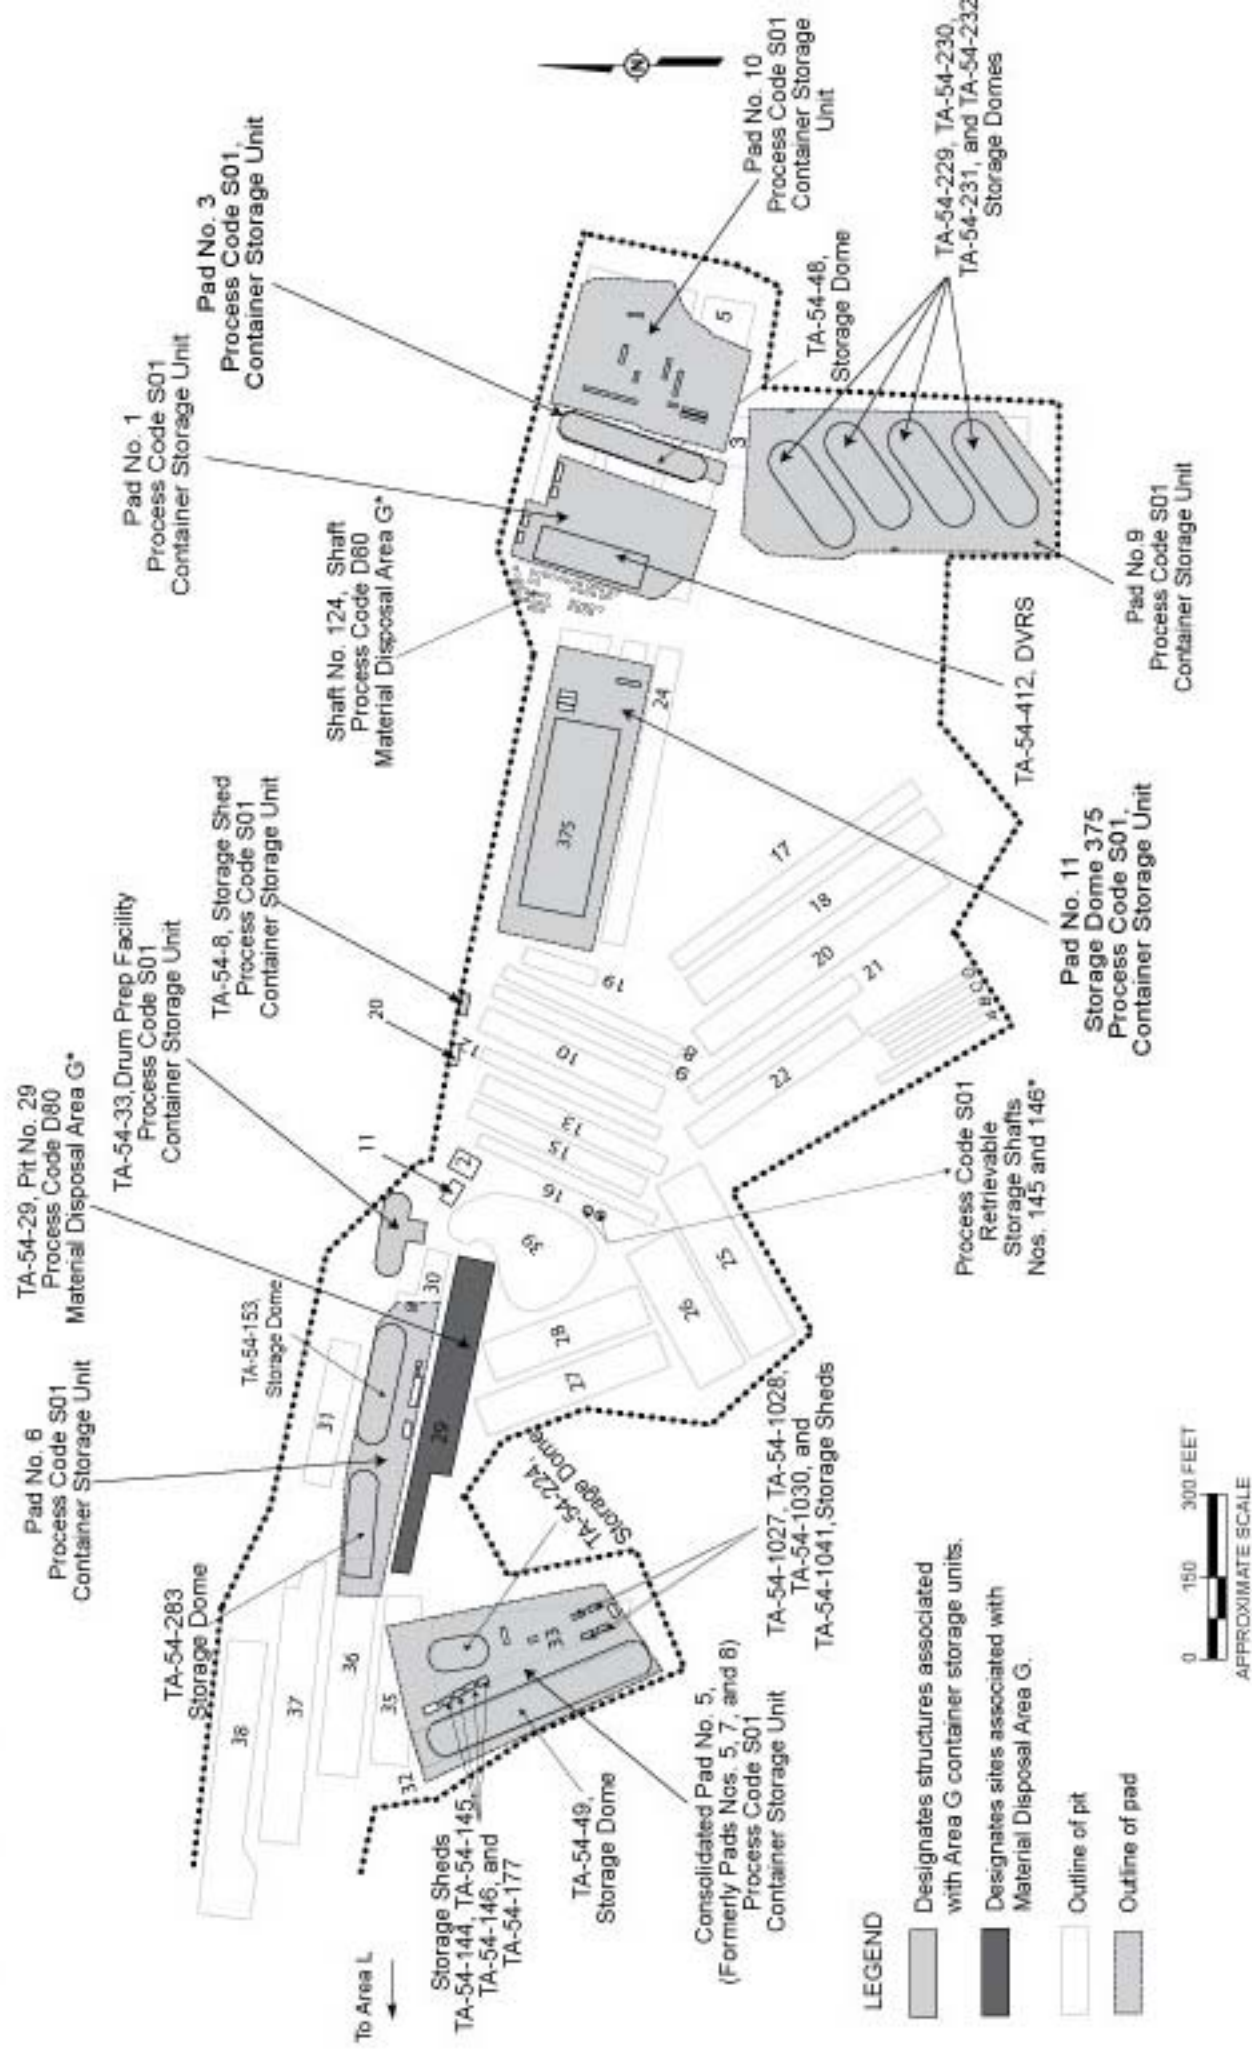 Pad No. 6
Process Code S01
Container Storage Unit
TA-54-29, Pit No. 29
Process Code D80
Material Disposal Area G*
TA-54-33, Drum Prep Facility
Process Code S01
Container Storage Unit
TA-54-8, Storage Shed
Process Code S01
Container Storage Unit
Shaft No. 124, Shaft
Process Code D80
Material Disposal Area G*
Pad No. 1
Process Code S01
Container Storage Unit
Pad No. 3
Process Code S01,
Container Storage Unit
N
Pad No. 10
Process Code S01
Container Storage
Unit
TA-54-229, TA-54-230,
TA-54-231, and TA-54-232
Storage Domes
TA-54-48,
Storage Dome
TA-54-153,
Storage Dome
TA-54-283
Storage Dome
11
20
38
37
36
35
32
31
30
29
33
39
2
28
27
26
25
16
15
13
10
9
8
7
19
22
21
20
18
17
375
24
1
3
5
A B C D
TA-54-224,
Storage Dome
To Area L
Storage Sheds
TA-54-144, TA-54-145,
TA-54-146, and
TA-54-177
TA-54-49,
Storage Dome
Consolidated Pad No. 5,
(Formerly Pads Nos. 5, 7, and 8)
Process Code S01
Container Storage Unit
TA-54-1027, TA-54-1028,
TA-54-1030, and
TA-54-1041, Storage Sheds
Process Code S01
Retrievable
Storage Shafts
Nos. 145 and 146*
Pad No. 11
Storage Dome 375
Process Code S01,
Container Storage Unit
TA-54-412, DVRS
Pad No.9
Process Code S01
Container Storage Unit
LEGEND
Designates structures associated
with Area G container storage units.
Designates sites associated with
Material Disposal Area G.
Outline of pit
Outline of pad
0 150 300 FEET
APPROXIMATE SCALE